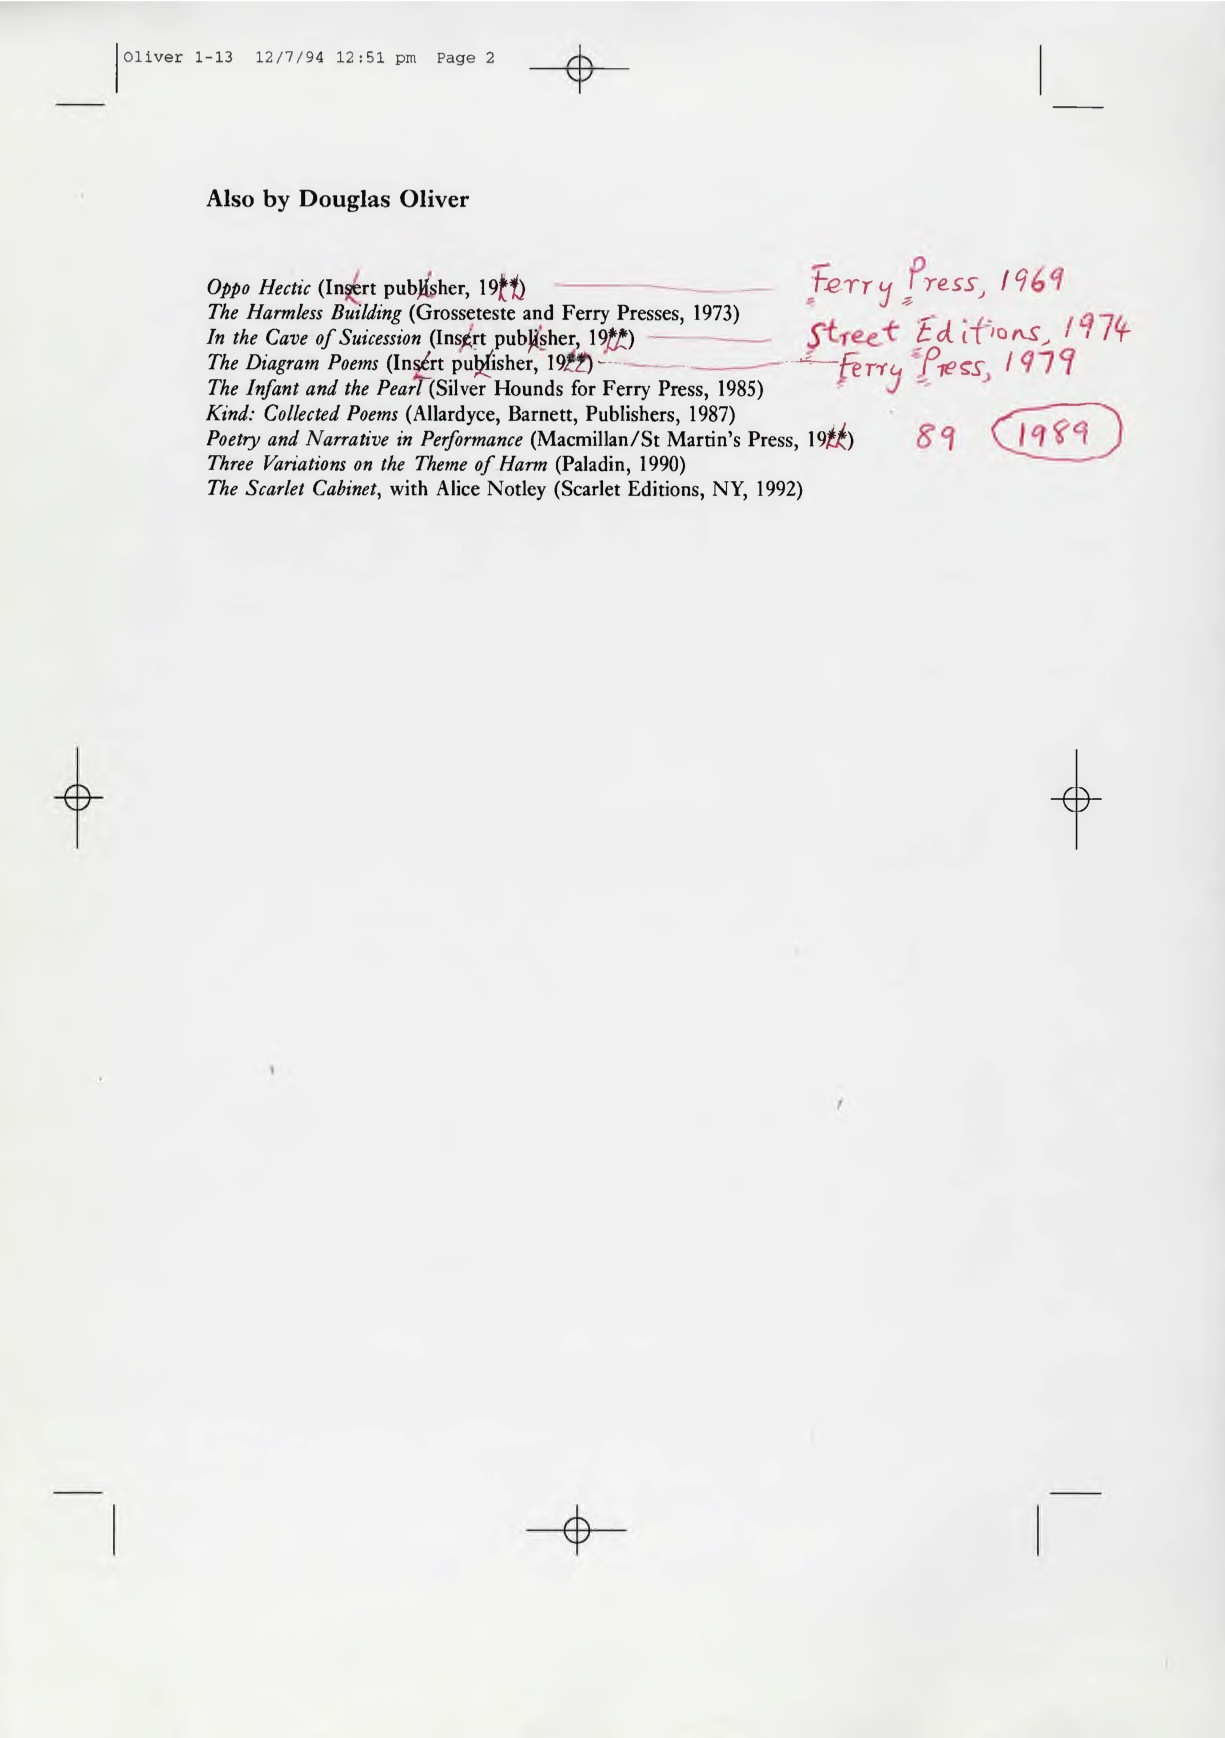 Oliver 1-13 12/7/94 12:51 pm Page 2
Also by Douglas Oliver
Oppo Hectic (Insert publisher, 19**) Ferry Press, 1969
The Harmless Building (Grosseteste and Ferry Presses, 1973)
In the Cave of Suicession (Insert publisher, 19**) Street Editions, 1974
The Diagram Poems (Insert publisher, 19**) Ferry Press, 1979
The Infant and the Pearl (Silver Hounds for Ferry Press, 1985)
Kind: Collected Poems (Allardyce, Barnett, Publishers, 1987)
Poetry and Narrative in Performance (Macmillan/St Martin's Press, 19**) 89 1989
Three Variations on the Theme of Harm (Paladin, 1990)
The Scarlet Cabinet, with Alice Notley (Scarlet Editions, NY, 1992)